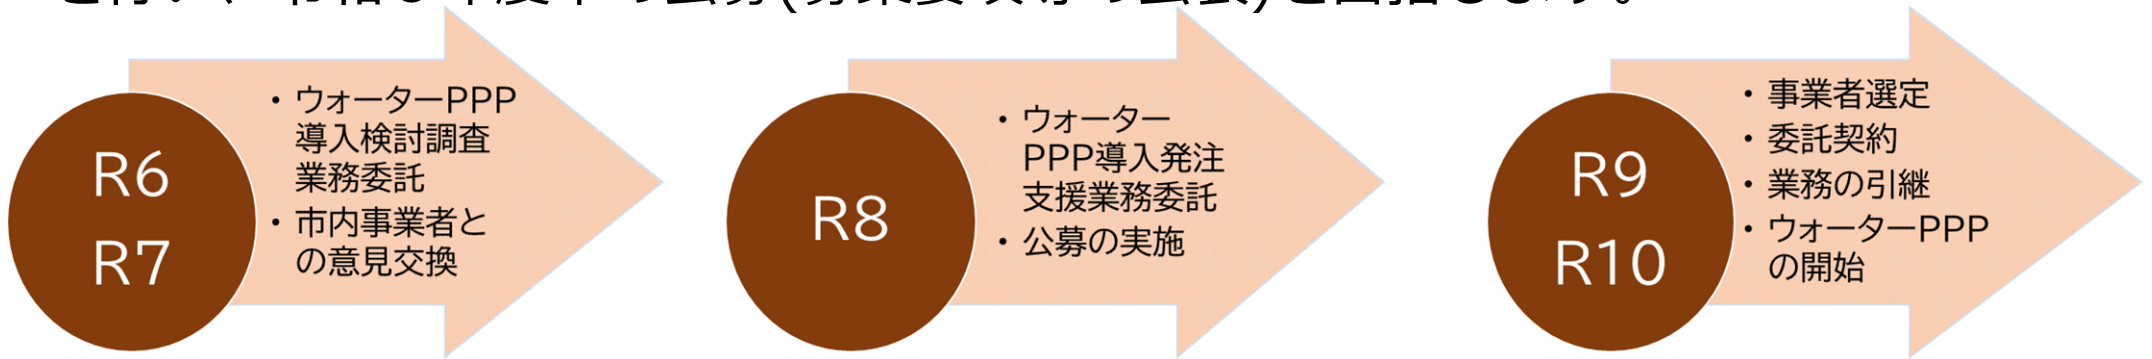 R6
R7
・ウォーターPPP
導入検討調査
業務委託
・市内事業者と
の意見交換
R8
・ウォーター
PPP導入発注
支援業務委託
・公募の実施
R9
R10
・事業者選定
・委託契約
・業務の引継
・ウォーターPPP
の開始